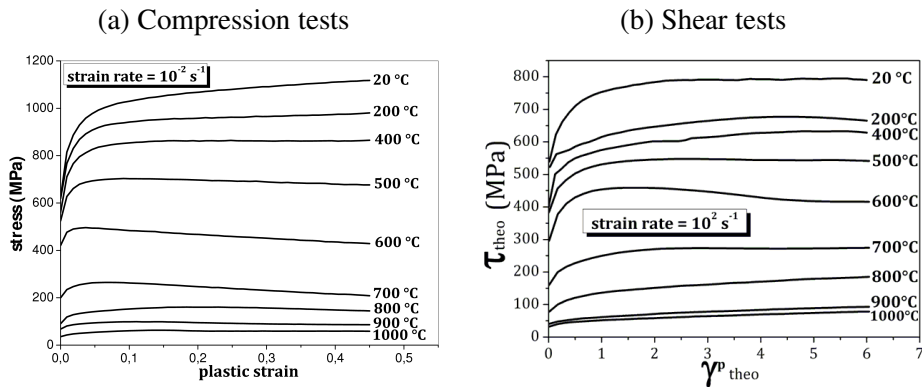 (a) Compression tests
1200
1000
800
600
400
200
0
stress (MPa)
strain rate = 10⁻² s⁻¹
20 °C
200 °C
400 °C
500 °C
600 °C
700 °C
800 °C
900 °C
1000 °C
0,0 0,1 0,2 0,3 0,4 0,5
plastic strain
(b) Shear tests
800
700
600
500
400
300
200
100
0
τtheo (MPa)
20 °C
200°C
400°C
500°C
600°C
strain rate = 10² s⁻¹
700°C
800°C
900°C
1000°C
0 1 2 3 4 5 6 7
γᵖtheo